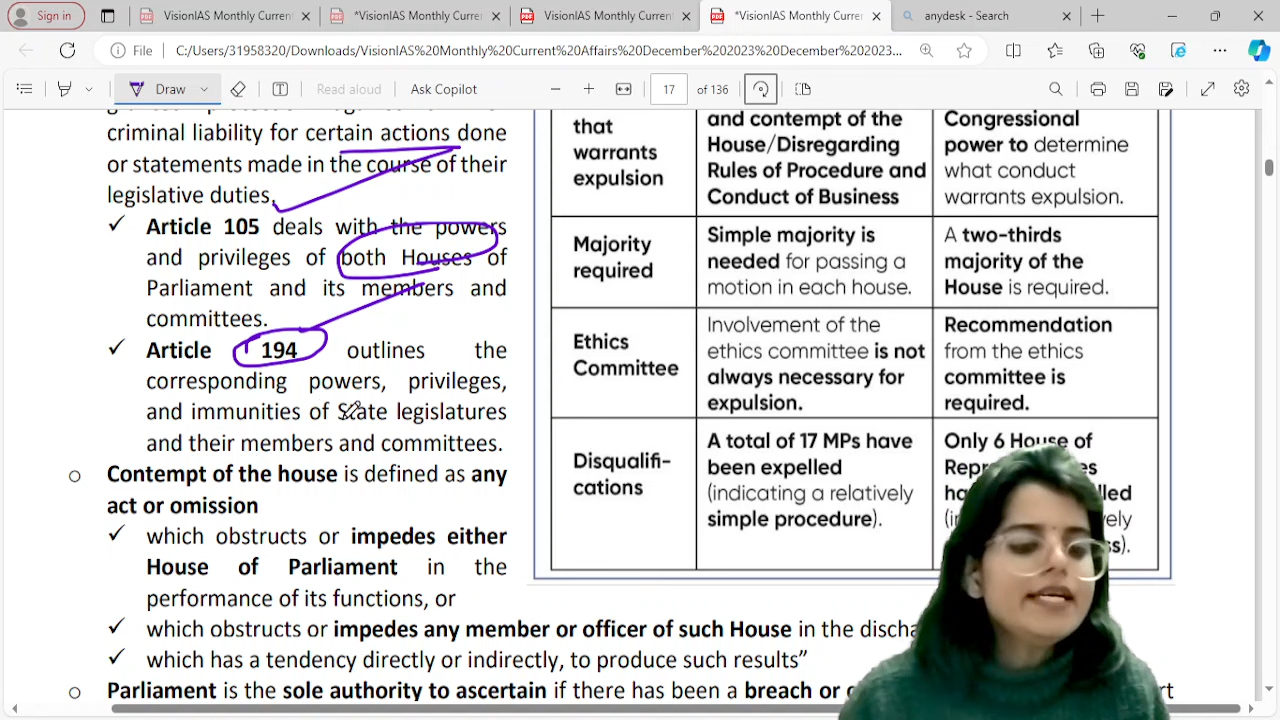 Sign in
VisionIAS Monthly Current
*VisionIAS Monthly Curren
VisionIAS Monthly Current
*VisionIAS Monthly Curre
anydesk - Search
File
C:/Users/31958320/Downloads/VisionIAS%20Monthly%20Current%20Affairs%20December%202023%20December%202023...
Draw
Read aloud
Ask Copilot
17
of 136
criminal liability for certain actions done
or statements made in the course of their
legislative duties.
✓ Article 105 deals with the powers
and privileges of both Houses of
Parliament and its members and
committees.
✓ Article 194 outlines the
corresponding powers, privileges,
and immunities of State legislatures
and their members and committees.
o Contempt of the house is defined as any
act or omission
✓ which obstructs or impedes either
House of Parliament in the
performance of its functions, or
✓ which obstructs or impedes any member or officer of such House in the discha
✓ which has a tendency directly or indirectly, to produce such results”
o Parliament is the sole authority to ascertain if there has been a breach or
that
warrants
expulsion
and contempt of the
House/Disregarding
Rules of Procedure and
Conduct of Business
Congressional
power to determine
what conduct
warrants expulsion.
Majority
required
Simple majority is
needed for passing a
motion in each house.
A two-thirds
majority of the
House is required.
Ethics
Committee
Involvement of the
ethics committee is not
always necessary for
expulsion.
Recommendation
from the ethics
committee is
required.
Disqualifi-
cations
A total of 17 MPs have
been expelled
(indicating a relatively
simple procedure).
Only 6 House of